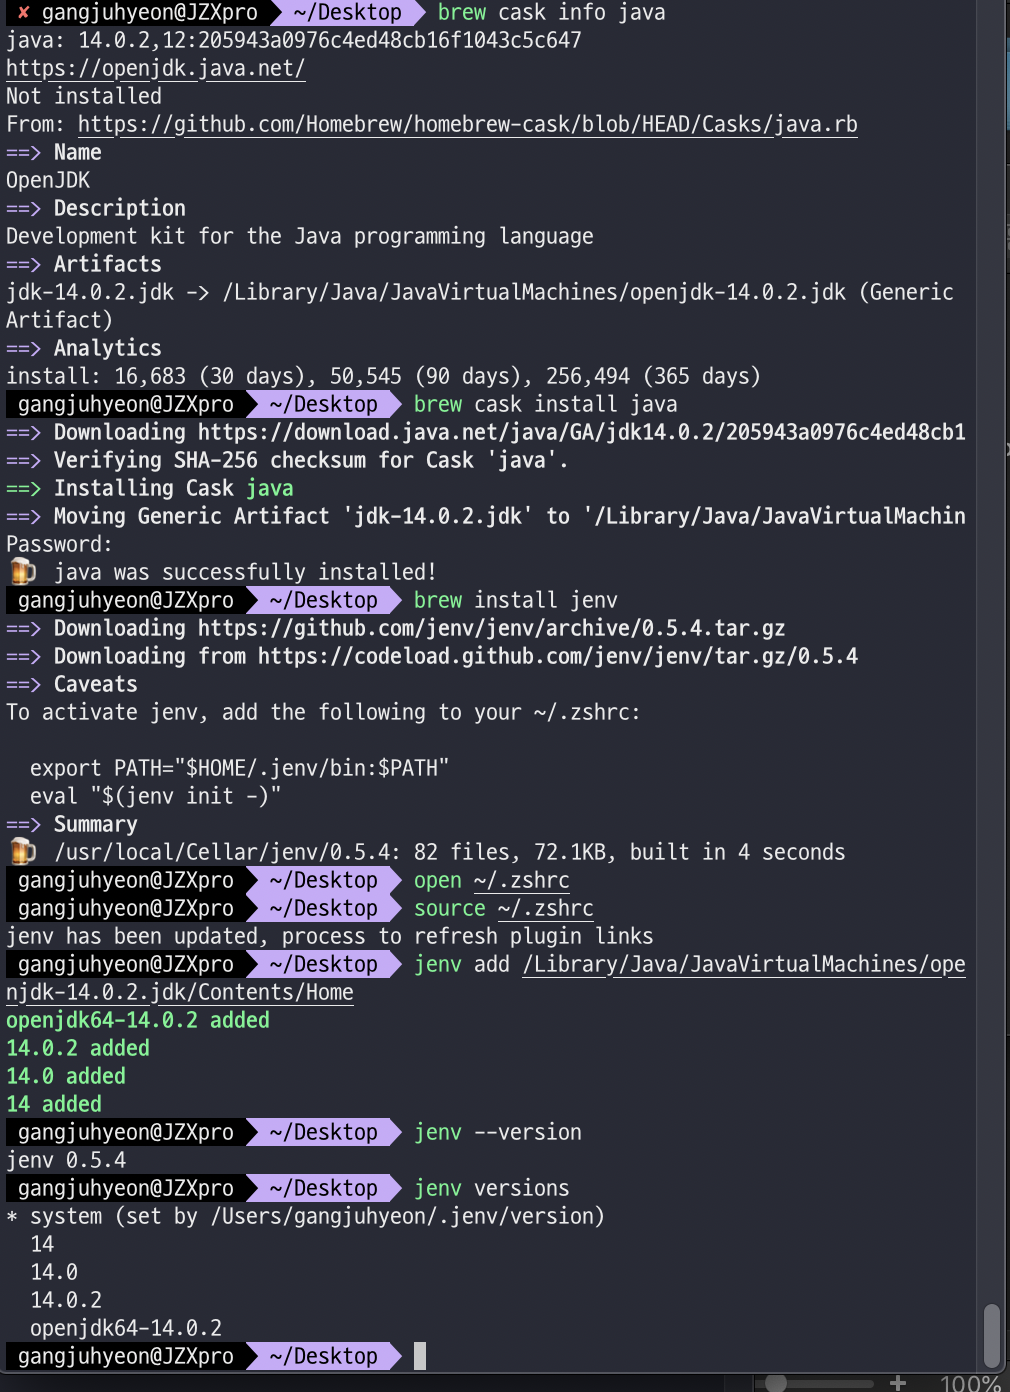 ✘ gangjuhyeon@JZXpro ~/Desktop brew cask info java
java: 14.0.2,12:205943a0976c4ed48cb16f1043c5c647
https://openjdk.java.net/
Not installed
From: https://github.com/Homebrew/homebrew-cask/blob/HEAD/Casks/java.rb
==> Name
OpenJDK
==> Description
Development kit for the Java programming language
==> Artifacts
jdk-14.0.2.jdk -> /Library/Java/JavaVirtualMachines/openjdk-14.0.2.jdk (Generic
Artifact)
==> Analytics
install: 16,683 (30 days), 50,545 (90 days), 256,494 (365 days)
gangjuhyeon@JZXpro ~/Desktop brew cask install java
==> Downloading https://download.java.net/java/GA/jdk14.0.2/205943a0976c4ed48cb1
==> Verifying SHA-256 checksum for Cask 'java'.
==> Installing Cask java
==> Moving Generic Artifact 'jdk-14.0.2.jdk' to '/Library/Java/JavaVirtualMachin
Password:
🍺 java was successfully installed!
gangjuhyeon@JZXpro ~/Desktop brew install jenv
==> Downloading https://github.com/jenv/jenv/archive/0.5.4.tar.gz
==> Downloading from https://codeload.github.com/jenv/jenv/tar.gz/0.5.4
==> Caveats
To activate jenv, add the following to your ~/.zshrc:
export PATH="$HOME/.jenv/bin:$PATH"
eval "$(jenv init -)"
==> Summary
🍺 /usr/local/Cellar/jenv/0.5.4: 82 files, 72.1KB, built in 4 seconds
gangjuhyeon@JZXpro ~/Desktop open ~/.zshrc
gangjuhyeon@JZXpro ~/Desktop source ~/.zshrc
jenv has been updated, process to refresh plugin links
gangjuhyeon@JZXpro ~/Desktop jenv add /Library/Java/JavaVirtualMachines/ope
njdk-14.0.2.jdk/Contents/Home
openjdk64-14.0.2 added
14.0.2 added
14.0 added
14 added
gangjuhyeon@JZXpro ~/Desktop jenv --version
jenv 0.5.4
gangjuhyeon@JZXpro ~/Desktop jenv versions
* system (set by /Users/gangjuhyeon/.jenv/version)
14
14.0
14.0.2
openjdk64-14.0.2
gangjuhyeon@JZXpro ~/Desktop
100%